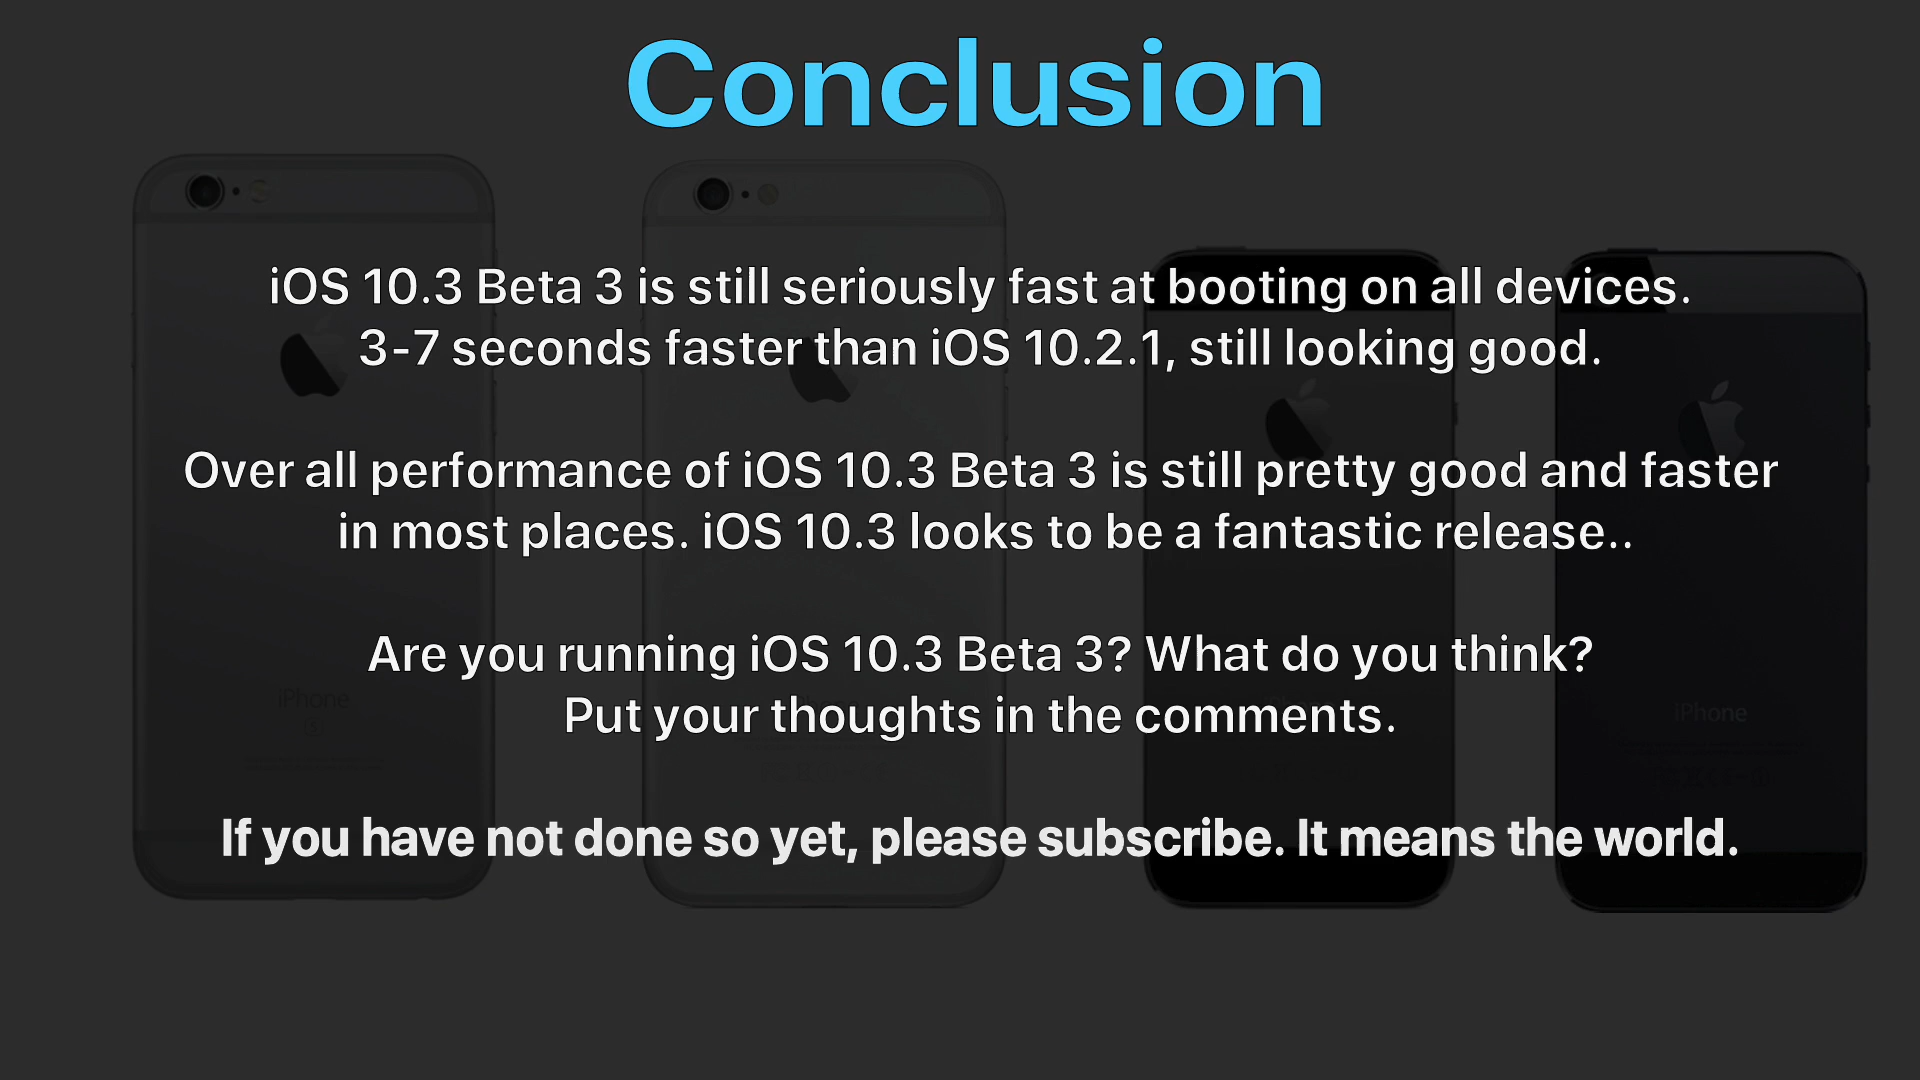 Conclusion
iOS 10.3 Beta 3 is still seriously fast at booting on all devices.
3-7 seconds faster than iOS 10.2.1, still looking good.
Over all performance of iOS 10.3 Beta 3 is still pretty good and faster
in most places. iOS 10.3 looks to be a fantastic release..
Are you running iOS 10.3 Beta 3? What do you think?
Put your thoughts in the comments.
If you have not done so yet, please subscribe. It means the world.
iPhone
S
iPhone